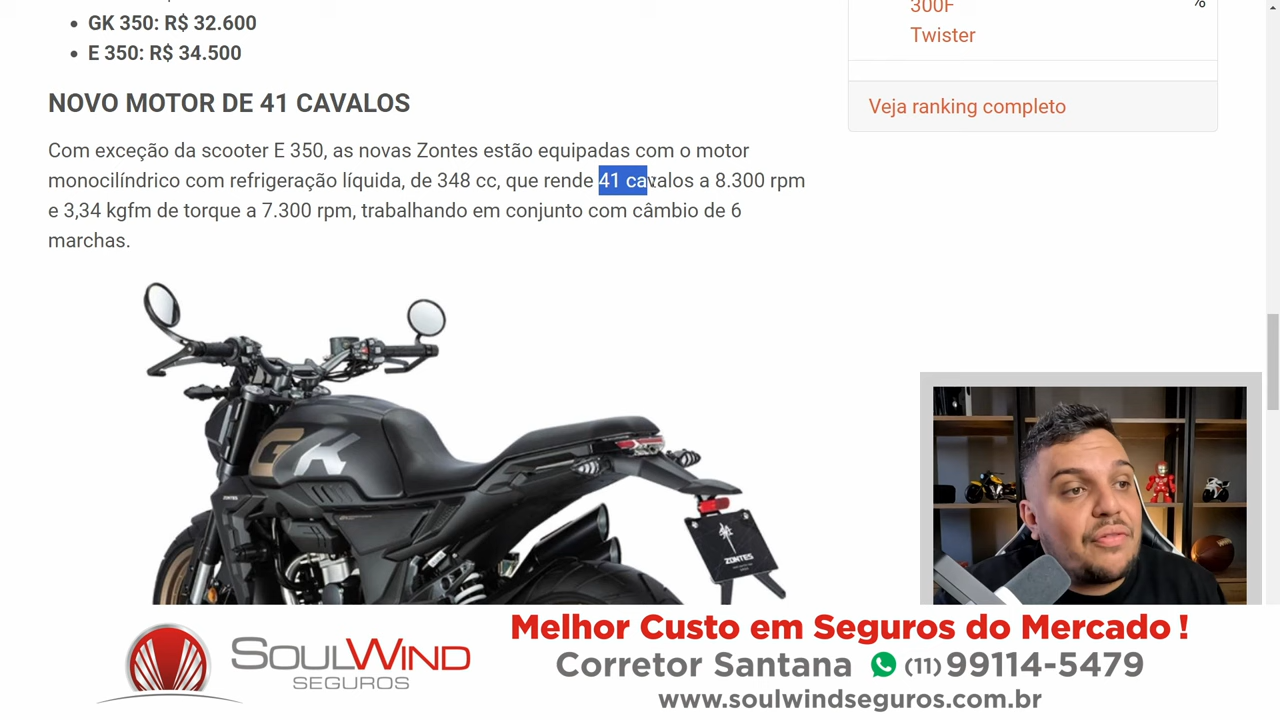 GK 350: R$ 32.600
E 350: R$ 34.500
NOVO MOTOR DE 41 CAVALOS
Com exceção da scooter E 350, as novas Zontes estão equipadas com o motor
monocilíndrico com refrigeração líquida, de 348 cc, que rende 41 cavalos a 8.300 rpm
e 3,34 kgfm de torque a 7.300 rpm, trabalhando em conjunto com câmbio de 6
marchas.
300F
%
Twister
Veja ranking completo
GK
ZONTES
ZONTES
SOULWIND
SEGUROS
Melhor Custo em Seguros do Mercado !
Corretor Santana (11) 99114-5479
www.soulwindseguros.com.br